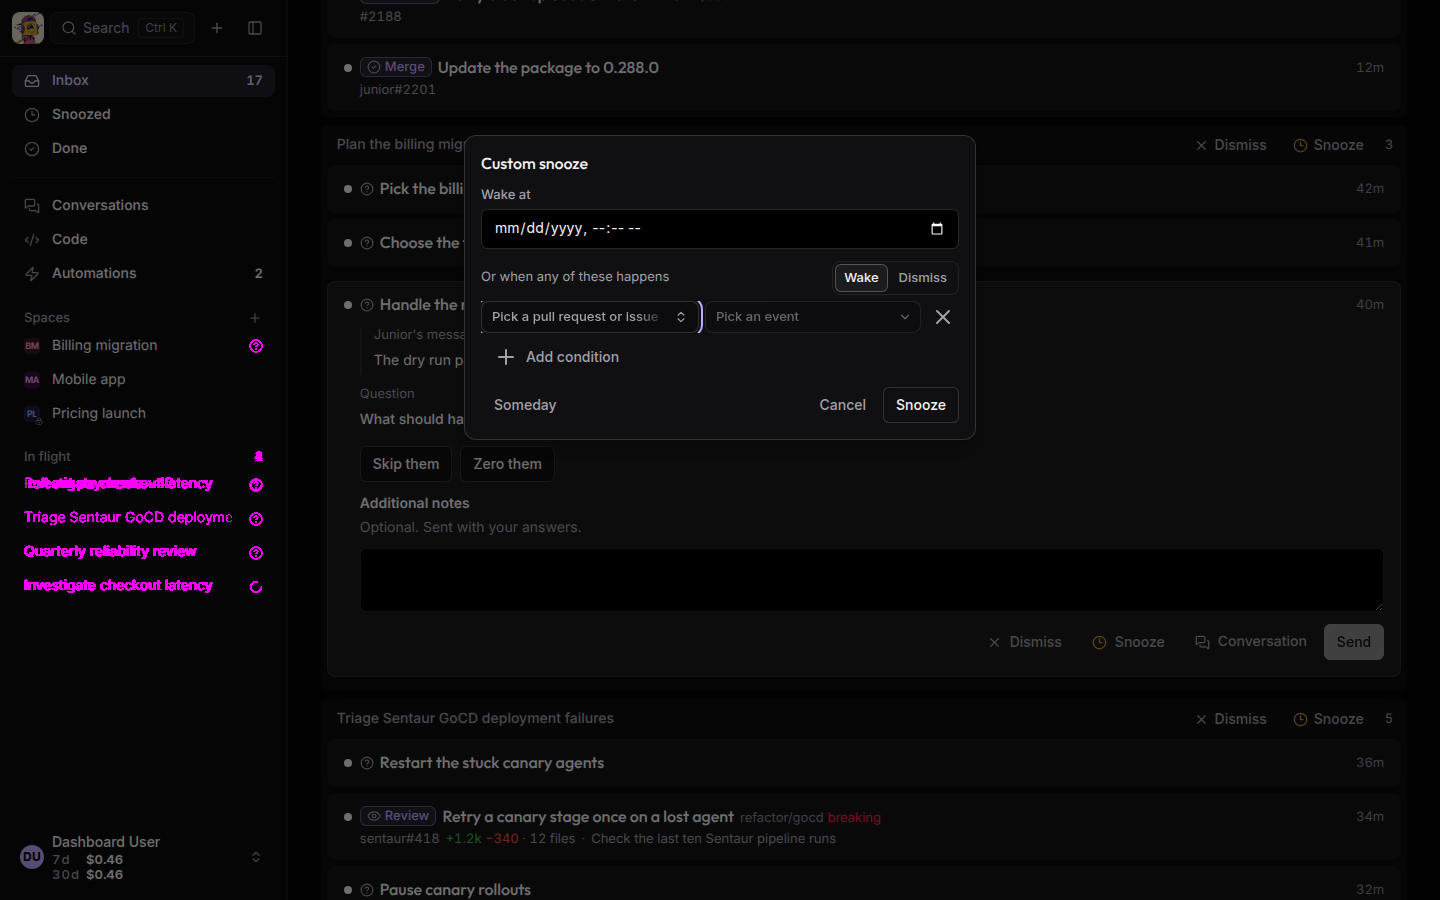 Search Ctrl K
Inbox 17
Snoozed
Done
Conversations
Code
Automations 2
Spaces
BM Billing migration
MA Mobile app
PL Pricing launch
In flight
Triage Sentaur GoCD deployme
Quarterly reliability review
Investigate checkout latency
DU Dashboard User
7d $0.46
30d $0.46
#2188
Merge Update the package to 0.288.0 12m
junior#2201
Plan the billing mig Dismiss Snooze 3
Pick the billi 42m
Choose the 41m
Handle the 40m
Junior's messa
The dry run p
Question
What should ha
Skip them Zero them
Additional notes
Optional. Sent with your answers.
Dismiss Snooze Conversation Send
Custom snooze
Wake at
mm/dd/yyyy, --:-- --
Or when any of these happens Wake Dismiss
Pick a pull request or issue Pick an event
Add condition
Someday Cancel Snooze
Triage Sentaur GoCD deployment failures Dismiss Snooze 5
Restart the stuck canary agents 36m
Review Retry a canary stage once on a lost agent refactor/gocd breaking 34m
sentaur#418 +1.2k −340 · 12 files · Check the last ten Sentaur pipeline runs
Pause canary rollouts 32m